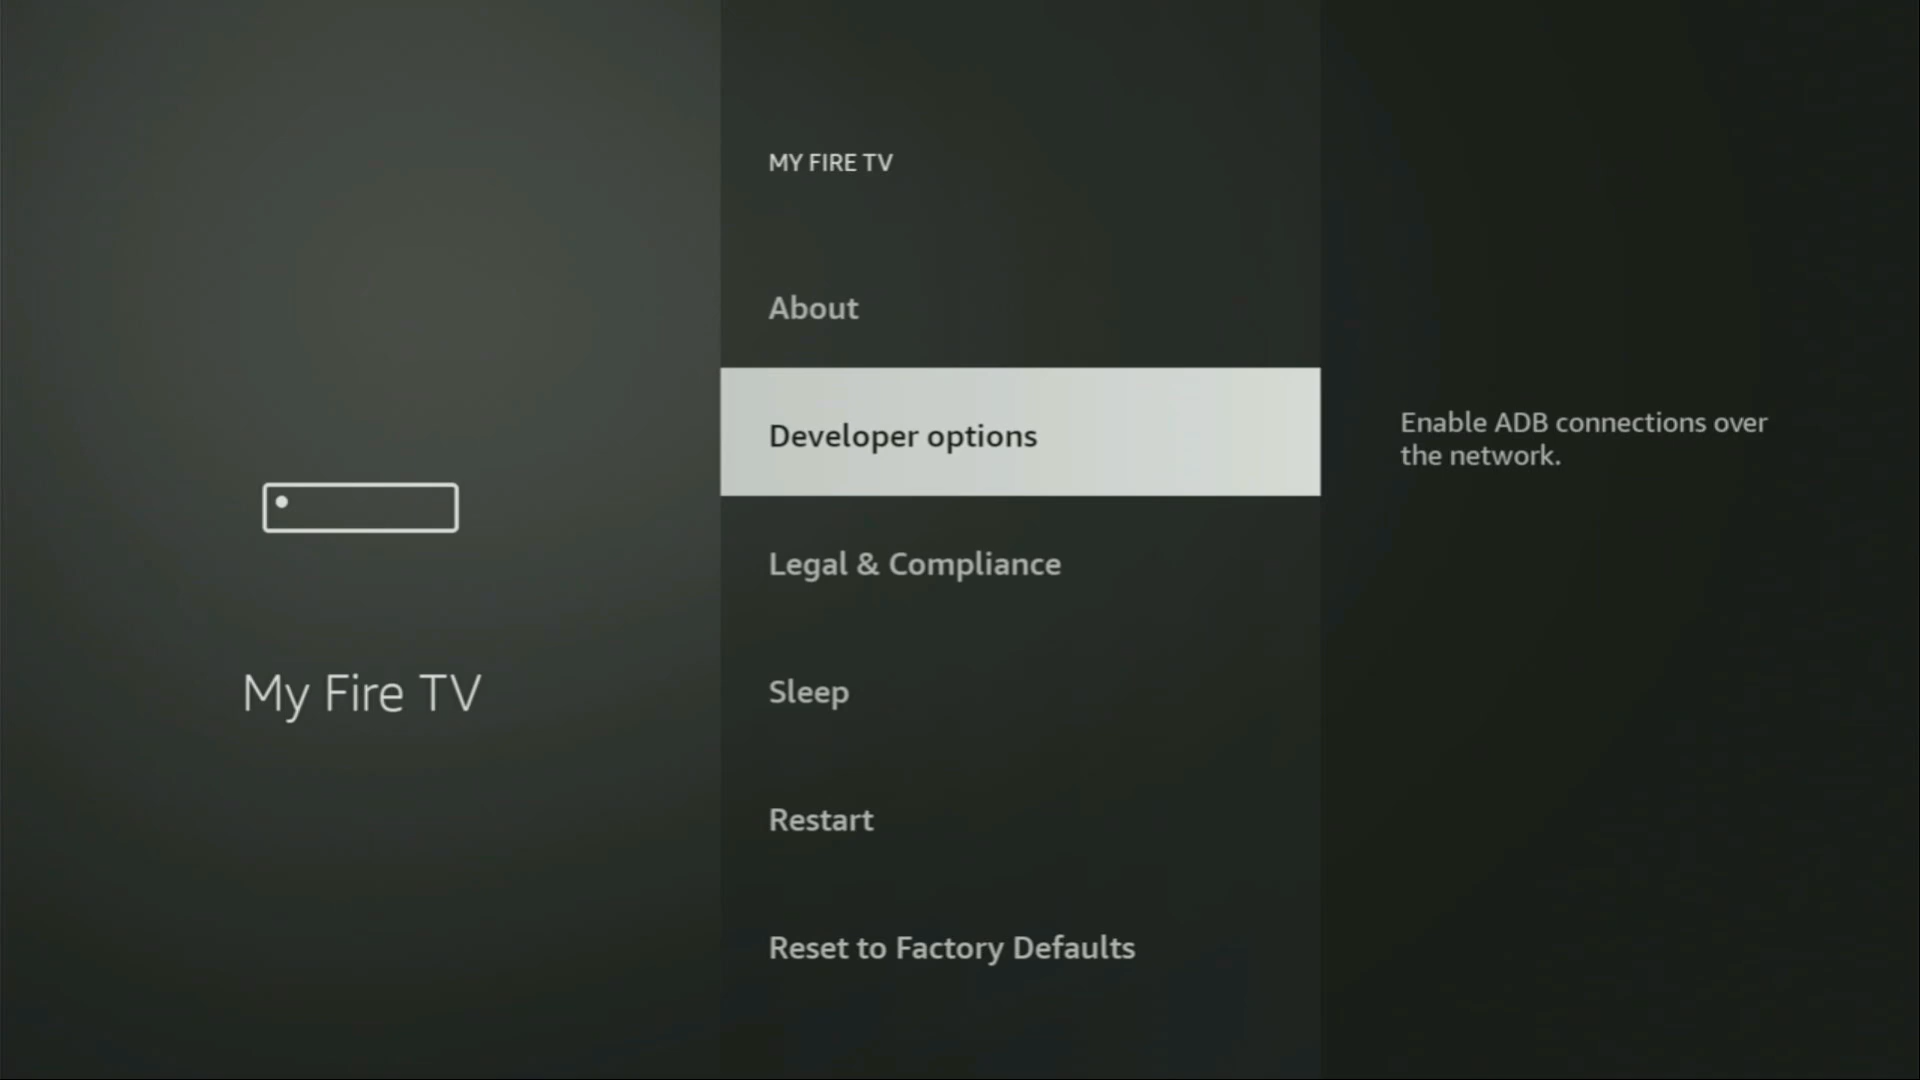 MY FIRE TV
About
Developer options
Enable ADB connections over
the network.
Legal & Compliance
My Fire TV
Sleep
Restart
Reset to Factory Defaults